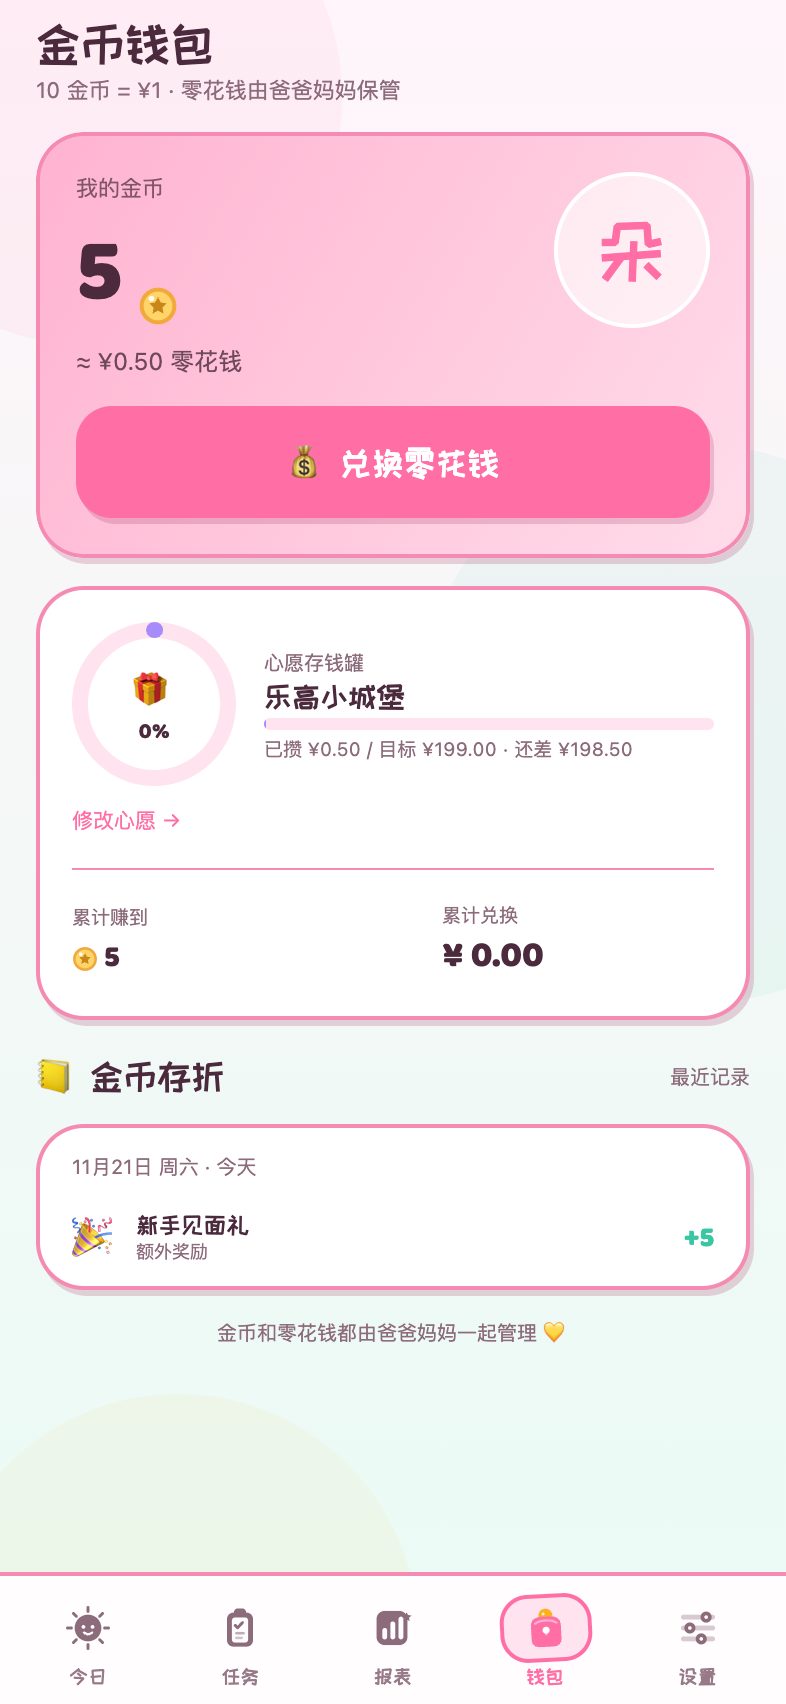 金币钱包
10 金币 = ¥1 · 零花钱由爸爸妈妈保管
我的金币
5
朵
≈ ¥0.50 零花钱
兑换零花钱
0%
心愿存钱罐
乐高小城堡
已攒 ¥0.50 / 目标 ¥199.00 · 还差 ¥198.50
修改心愿 →
累计赚到
5
累计兑换
¥ 0.00
金币存折
最近记录
11月21日 周六 · 今天
新手见面礼
额外奖励
+5
金币和零花钱都由爸爸妈妈一起管理 💛
今日
任务
报表
钱包
设置